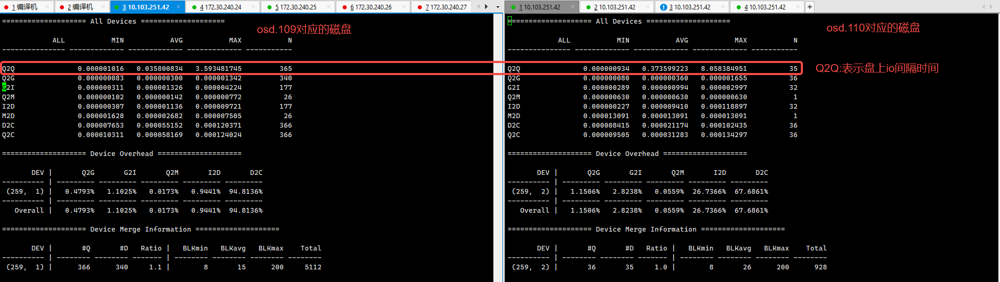 1 编译机 × 2 编译机 × 3 10.103.251.42 × 4 172.30.240.24 × 5 172.30.240.25 × 6 172.30.240.26 × 7 172.30.240.27
==================== All Devices ====================
osd.109对应的磁盘
ALL MIN AVG MAX N
--------------- ------------- ------------- ------------- -----------
Q2Q 0.000001016 0.035800834 3.593481745 365
Q2G 0.000000083 0.000000300 0.000001342 340
G2I 0.000000311 0.000001326 0.000004224 177
Q2M 0.000000102 0.000000142 0.000000772 26
I2D 0.000000307 0.000001136 0.000009721 177
M2D 0.000001628 0.000002682 0.000007505 26
D2C 0.000007653 0.000055152 0.000120371 366
Q2C 0.000010311 0.000058169 0.000124024 366
==================== Device Overhead ====================
DEV | Q2G G2I Q2M I2D D2C
---------- | --------- --------- --------- --------- ---------
(259, 1) | 0.4793% 1.1025% 0.0173% 0.9441% 94.8136%
---------- | --------- --------- --------- --------- ---------
Overall | 0.4793% 1.1025% 0.0173% 0.9441% 94.8136%
==================== Device Merge Information ====================
DEV | #Q #D Ratio | BLKmin BLKavg BLKmax Total
---------- | -------- -------- ------- | -------- -------- -------- --------
(259, 1) | 366 340 1.1 | 8 15 200 5112
1 10.103.251.42 × 2 10.103.251.42 × 3 10.103.251.42 × 4 10.103.251.42 × +
==================== All Devices ====================
osd.110对应的磁盘
ALL MIN AVG MAX N
--------------- ------------- ------------- ------------- -----------
Q2Q 0.000000934 0.373599223 8.058384951 35
Q2Q:表示盘上io间隔时间
Q2G 0.000000080 0.000000360 0.000001655 36
G2I 0.000000289 0.000000994 0.000002997 32
Q2M 0.000000630 0.000000630 0.000000630 1
I2D 0.000000227 0.000009410 0.000118897 32
M2D 0.000013091 0.000013091 0.000013091 1
D2C 0.000008415 0.000021174 0.000102435 36
Q2C 0.000009505 0.000031283 0.000134297 36
==================== Device Overhead ====================
DEV | Q2G G2I Q2M I2D D2C
---------- | --------- --------- --------- --------- ---------
(259, 2) | 1.1506% 2.8238% 0.0559% 26.7366% 67.6861%
---------- | --------- --------- --------- --------- ---------
Overall | 1.1506% 2.8238% 0.0559% 26.7366% 67.6861%
==================== Device Merge Information ====================
DEV | #Q #D Ratio | BLKmin BLKavg BLKmax Total
---------- | -------- -------- ------- | -------- -------- -------- --------
(259, 2) | 36 35 1.0 | 8 26 200 928